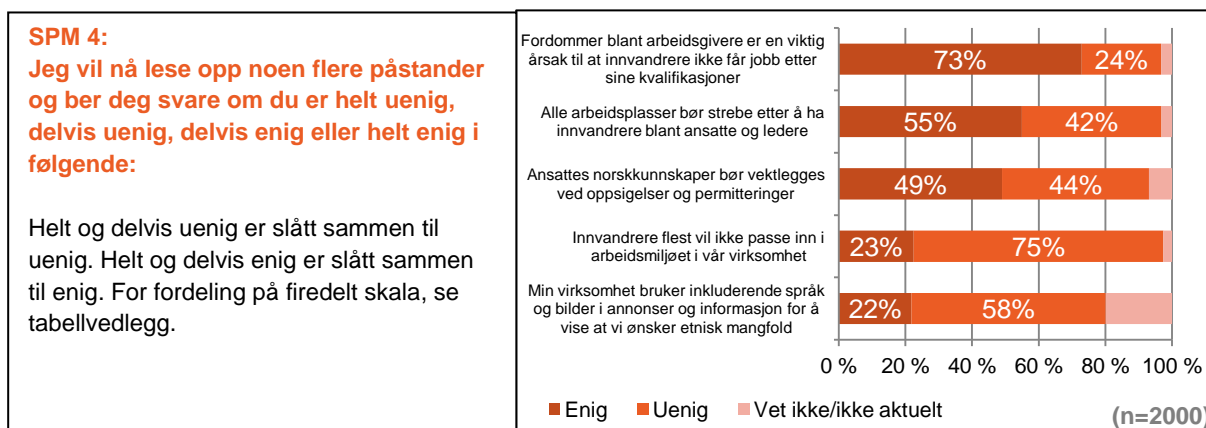 SPM 4:
Jeg vil nå lese opp noen flere påstander
og ber deg svare om du er helt uenig,
delvis uenig, delvis enig eller helt enig i
følgende:
Helt og delvis uenig er slått sammen til
uenig. Helt og delvis enig er slått sammen
til enig. For fordeling på firedelt skala, se
tabellvedlegg.
Fordommer blant arbeidsgivere er en viktig
årsak til at innvandrere ikke får jobb etter
sine kvalifikasjoner
73% 24%
Alle arbeidsplasser bør strebe etter å ha
innvandrere blant ansatte og ledere
55% 42%
Ansattes norskkunnskaper bør vektlegges
ved oppsigelser og permitteringer
49% 44%
Innvandrere flest vil ikke passe inn i
arbeidsmiljøet i vår virksomhet
23% 75%
Min virksomhet bruker inkluderende språk
og bilder i annonser og informasjon for å
vise at vi ønsker etnisk mangfold
22% 58%
0 % 20 % 40 % 60 % 80 % 100 %
Enig Uenig Vet ikke/ikke aktuelt
(n=2000)